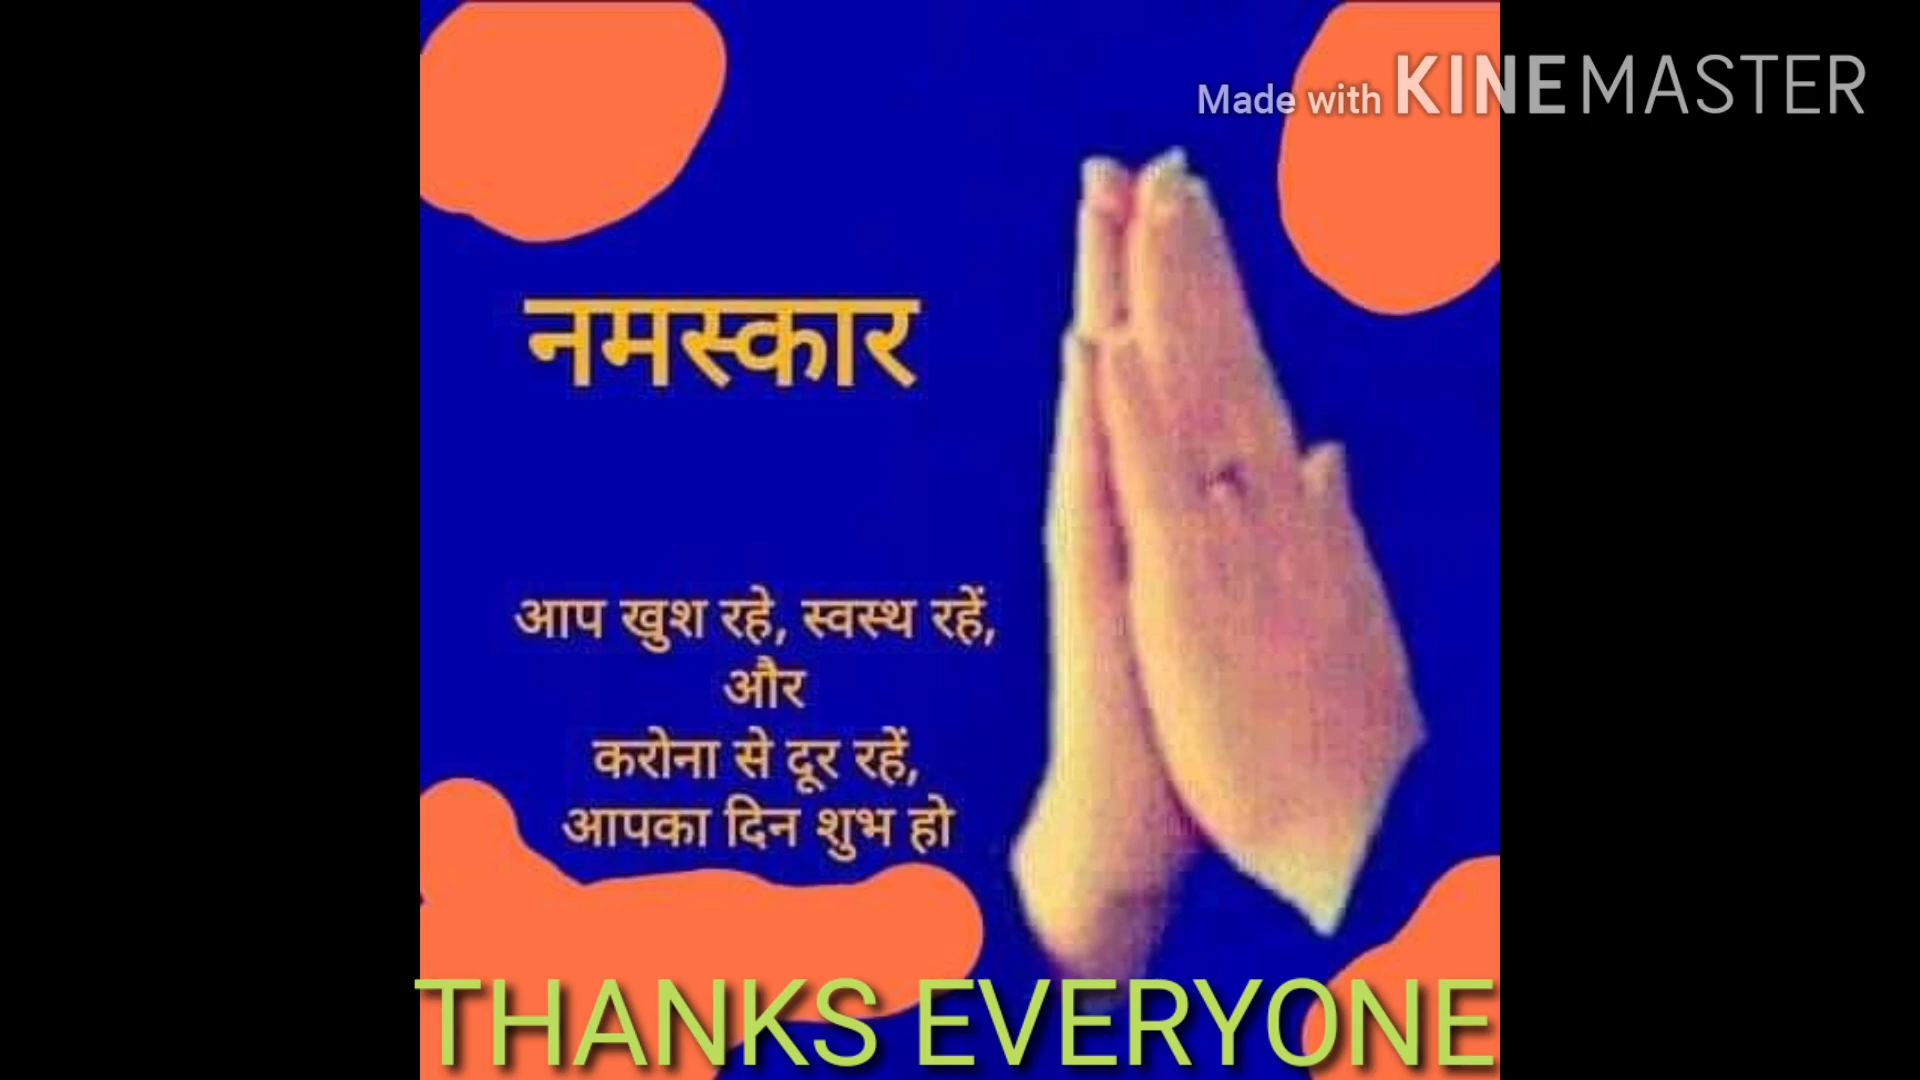 Made with KINEMASTER
नमस्कार
आप खुश रहे, स्वस्थ रहें,
और
करोना से दूर रहें,
आपका दिन शुभ हो
THANKS EVERYONE